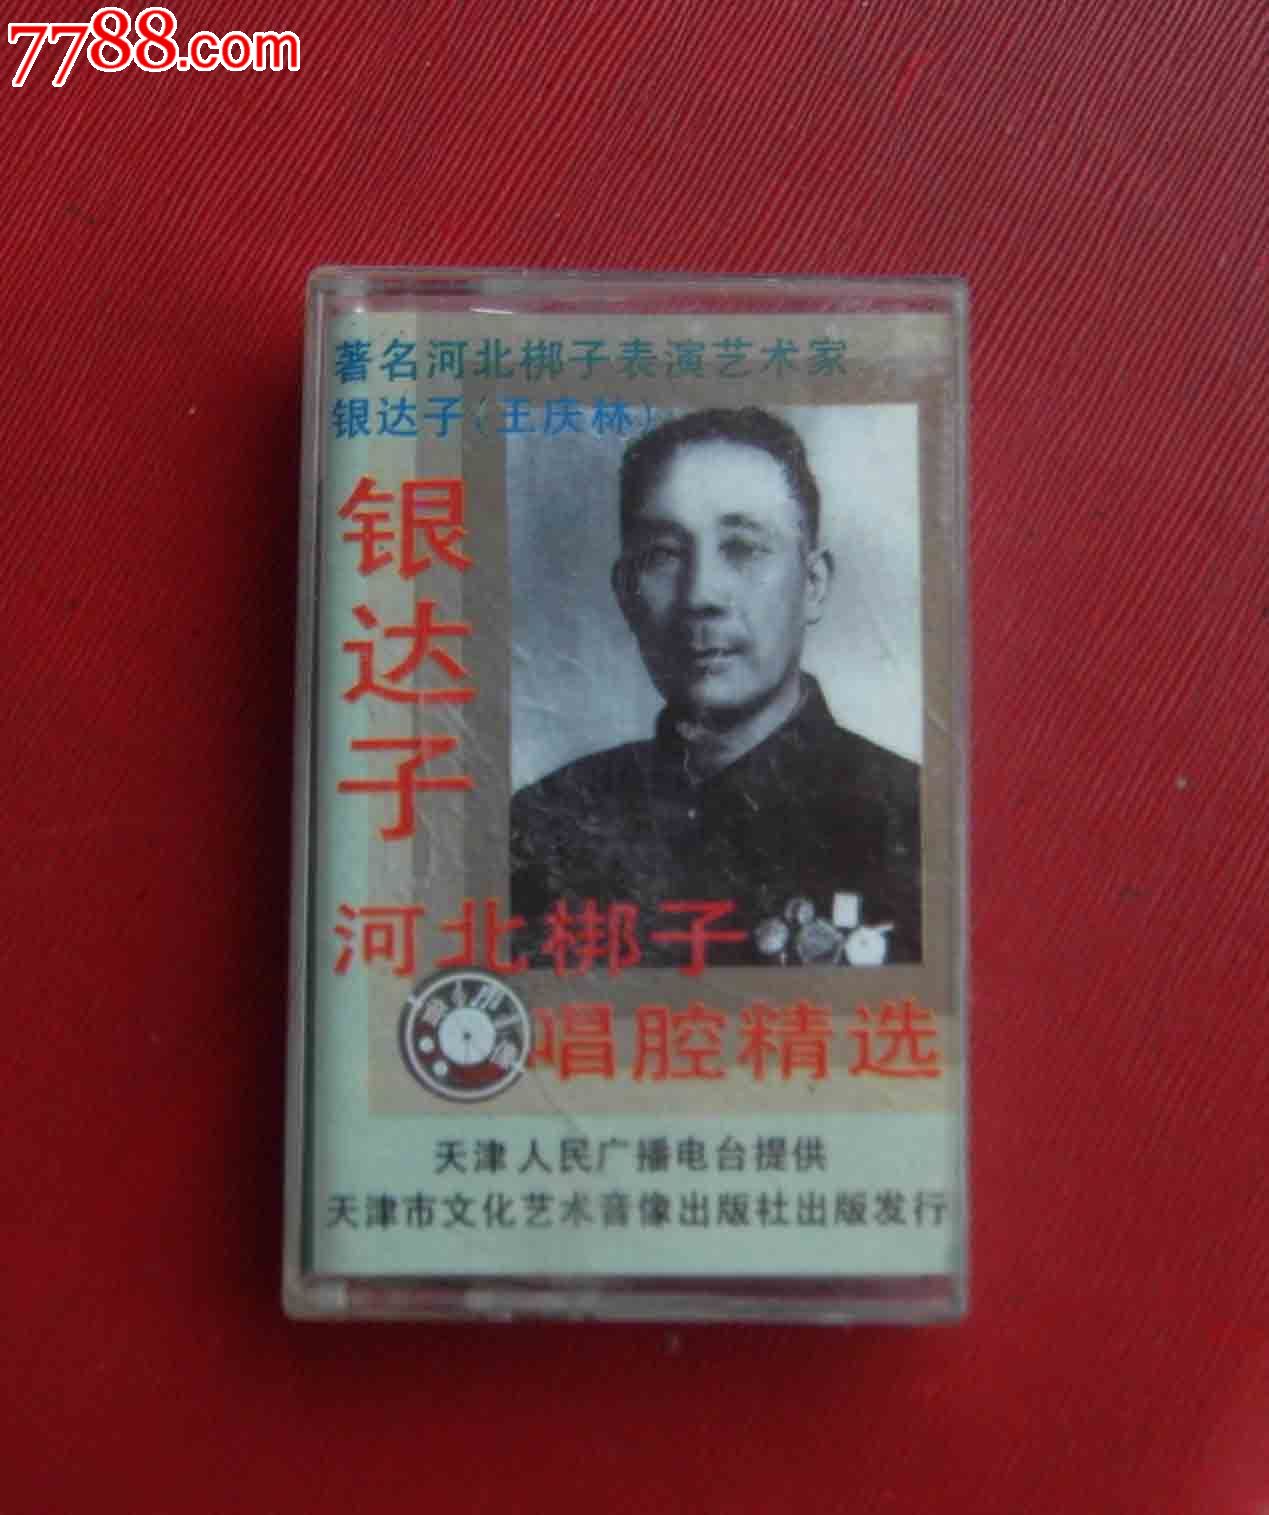 7788.com
著名河北梆子表演艺术家
银达子(王庆林)
银达子
河北梆子
唱腔精选
天津人民广播电台提供
天津市文化艺术音像出版社出版发行